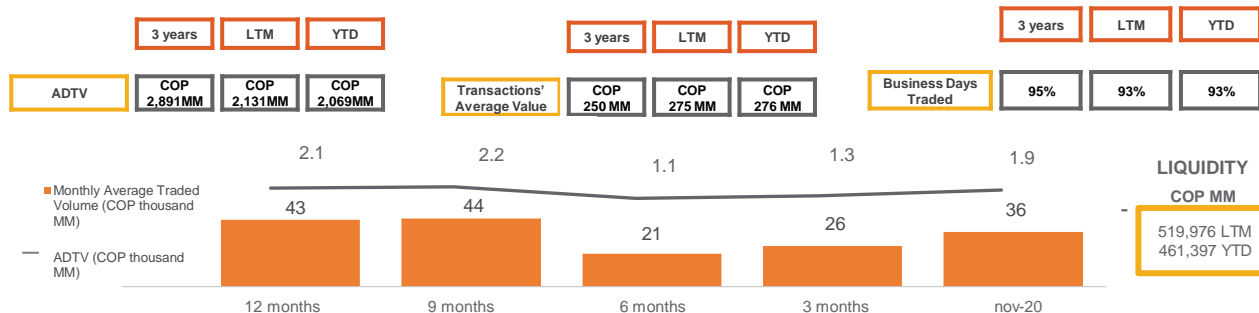 3 years LTM YTD
3 years LTM YTD
3 years LTM YTD
ADTV
COP
2,891MM
COP
2,131MM
COP
2,069MM
Transactions'
Average Value
COP
250 MM
COP
275 MM
COP
276 MM
Business Days
Traded
95%
93%
93%
2.1 2.2 1.1 1.3 1.9
Monthly Average Traded
Volume (COP thousand
MM)
ADTV (COP thousand
MM)
43 44 21 26 36
12 months 9 months 6 months 3 months nov-20
LIQUIDITY
COP MM
-
519,976 LTM
461,397 YTD